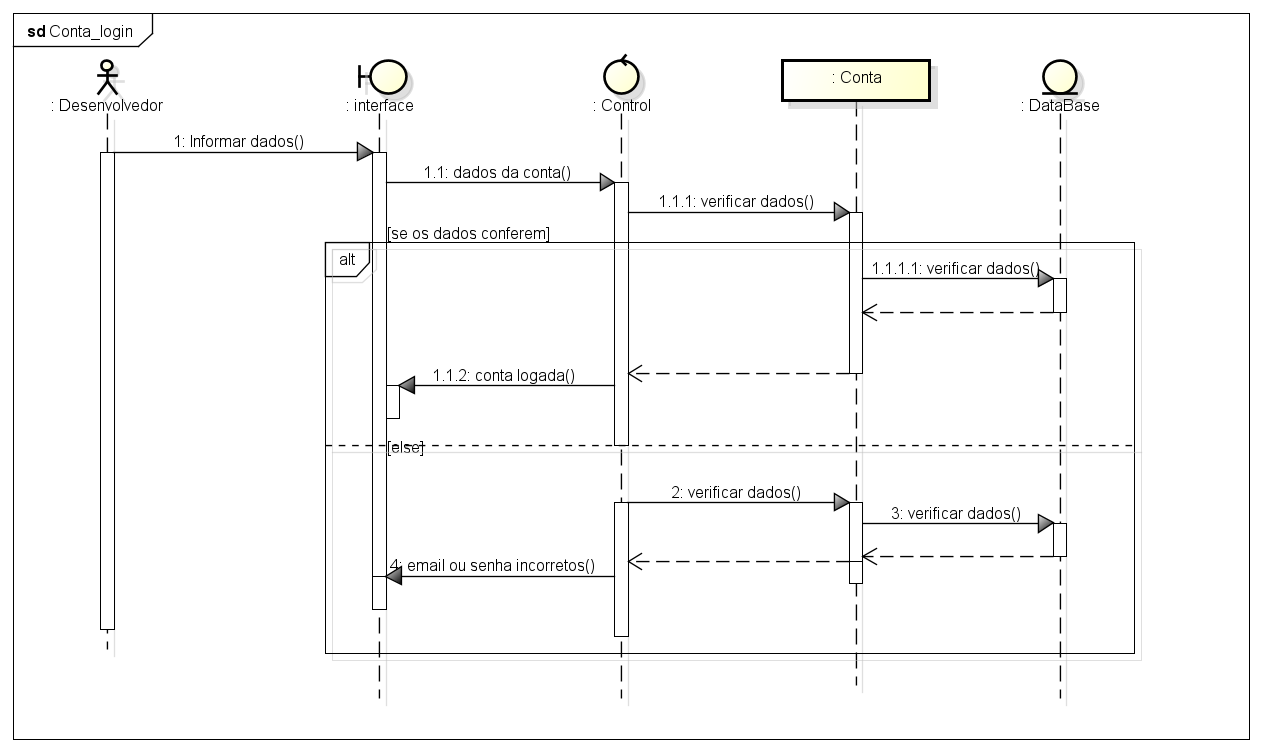 sd Conta_login
: Desenvolvedor
: interface
: Control
: Conta
: DataBase
1: Informar dados()
1.1: dados da conta()
1.1.1: verificar dados()
[se os dados conferem]
alt
1.1.1.1: verificar dados()
1.1.2: conta logada()
[else]
2: verificar dados()
3: verificar dados()
4: email ou senha incorretos()